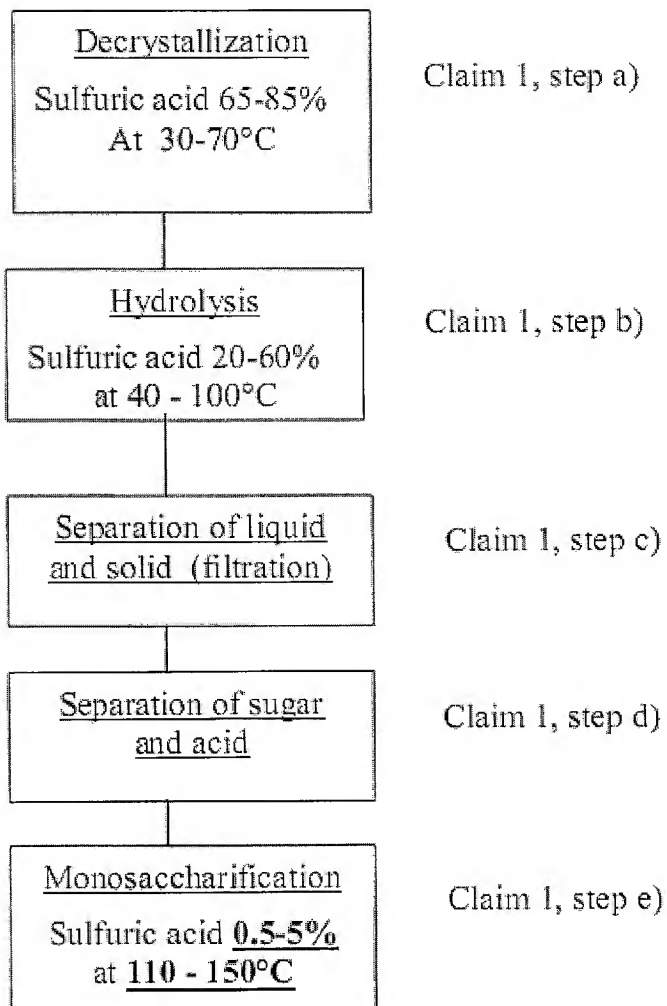 Decrystallization
Sulfuric acid 65-85%
At 30-70°C
Claim 1, step a)
Hydrolysis
Sulfuric acid 20-60%
at 40 - 100°C
Claim 1, step b)
Separation of liquid
and solid (filtration)
Claim 1, step c)
Separation of sugar
and acid
Claim 1, step d)
Monosaccharification
Sulfuric acid 0.5-5%
at 110 - 150°C
Claim 1, step e)